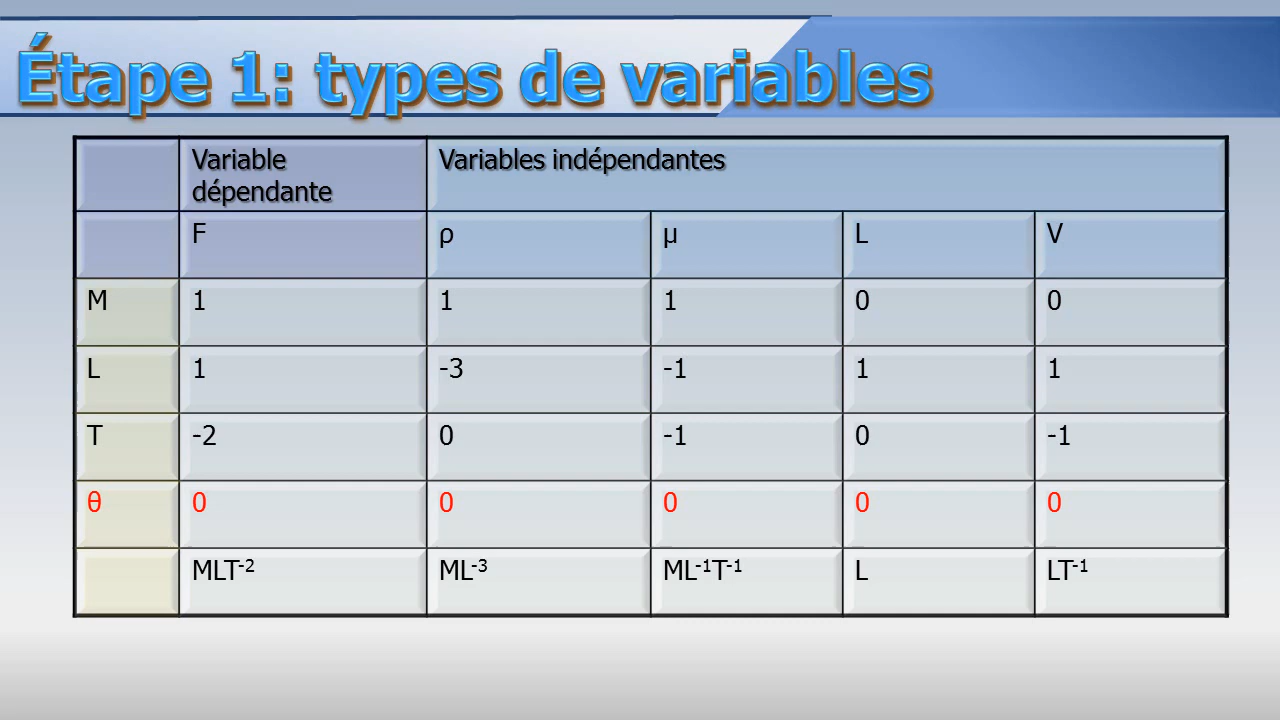 Étape 1: types de variables
Variable dépendante Variables indépendantes
F ρ μ L V
M 1 1 1 0 0
L 1 -3 -1 1 1
T -2 0 -1 0 -1
θ 0 0 0 0 0
MLT-2 ML-3 ML-1T-1 L LT-1